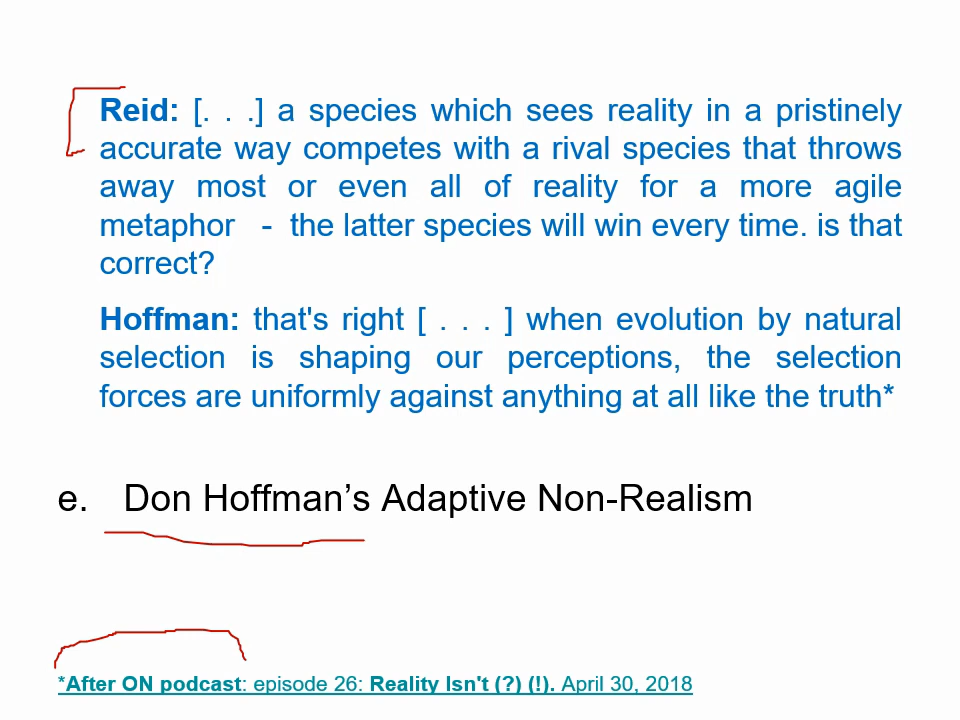 Reid: [. . .] a species which sees reality in a pristinely
accurate way competes with a rival species that throws
away most or even all of reality for a more agile
metaphor - the latter species will win every time. is that
correct?
Hoffman: that's right [ . . . ] when evolution by natural
selection is shaping our perceptions, the selection
forces are uniformly against anything at all like the truth*
e. Don Hoffman’s Adaptive Non-Realism
*After ON podcast: episode 26: Reality Isn't (?) (!). April 30, 2018